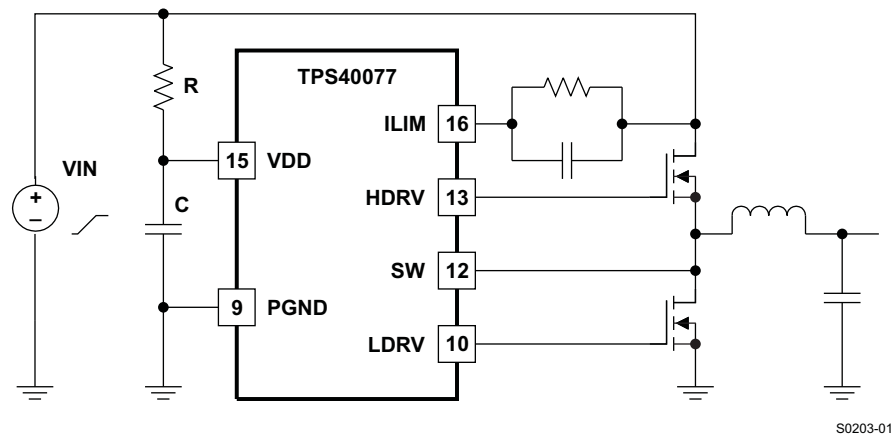 TPS40077
R
ILIM
16
VIN
15
VDD
+
−
C
HDRV
13
SW
12
9
PGND
LDRV
10
S0203-01